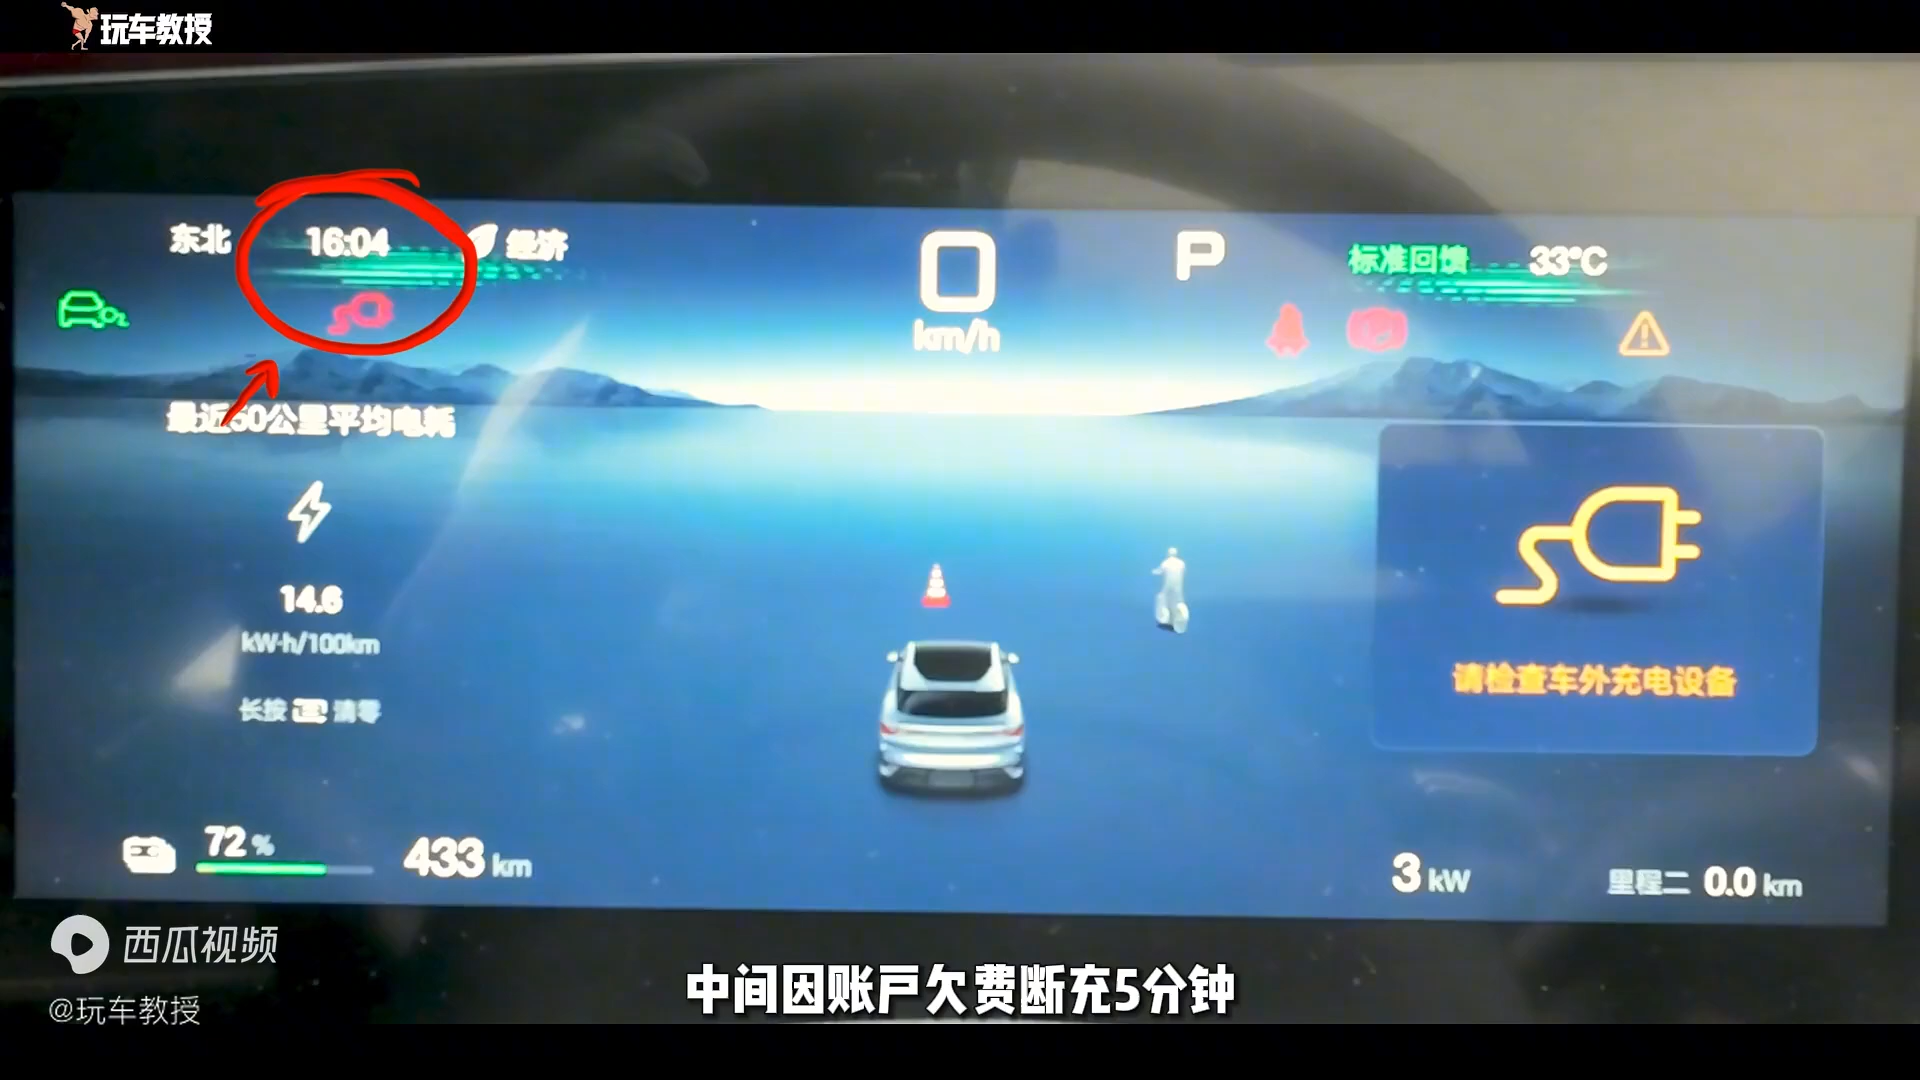 玩车教授
东北
16:04
经济
0
km/h
P
标准回馈
33°C
最近50公里平均电耗
14.6
kW·h/100km
长按 清零
请检查车外充电设备
72 %
433 km
3 kW
里程二 0.0 km
西瓜视频
@玩车教授
中间因账户欠费断充5分钟